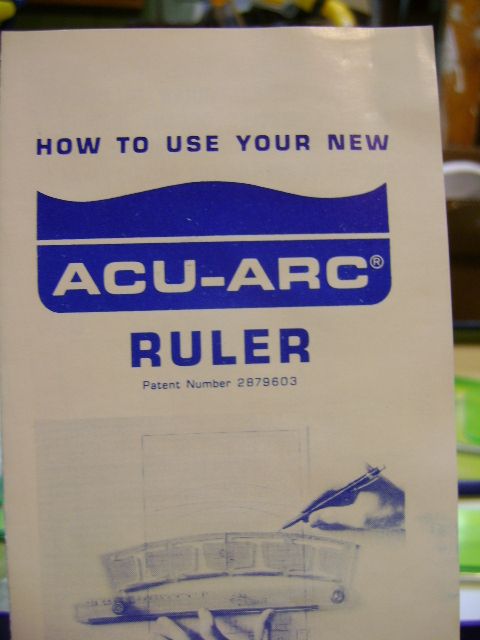 HOW TO USE YOUR NEW
ACU-ARC®
RULER
Patent Number 2879603